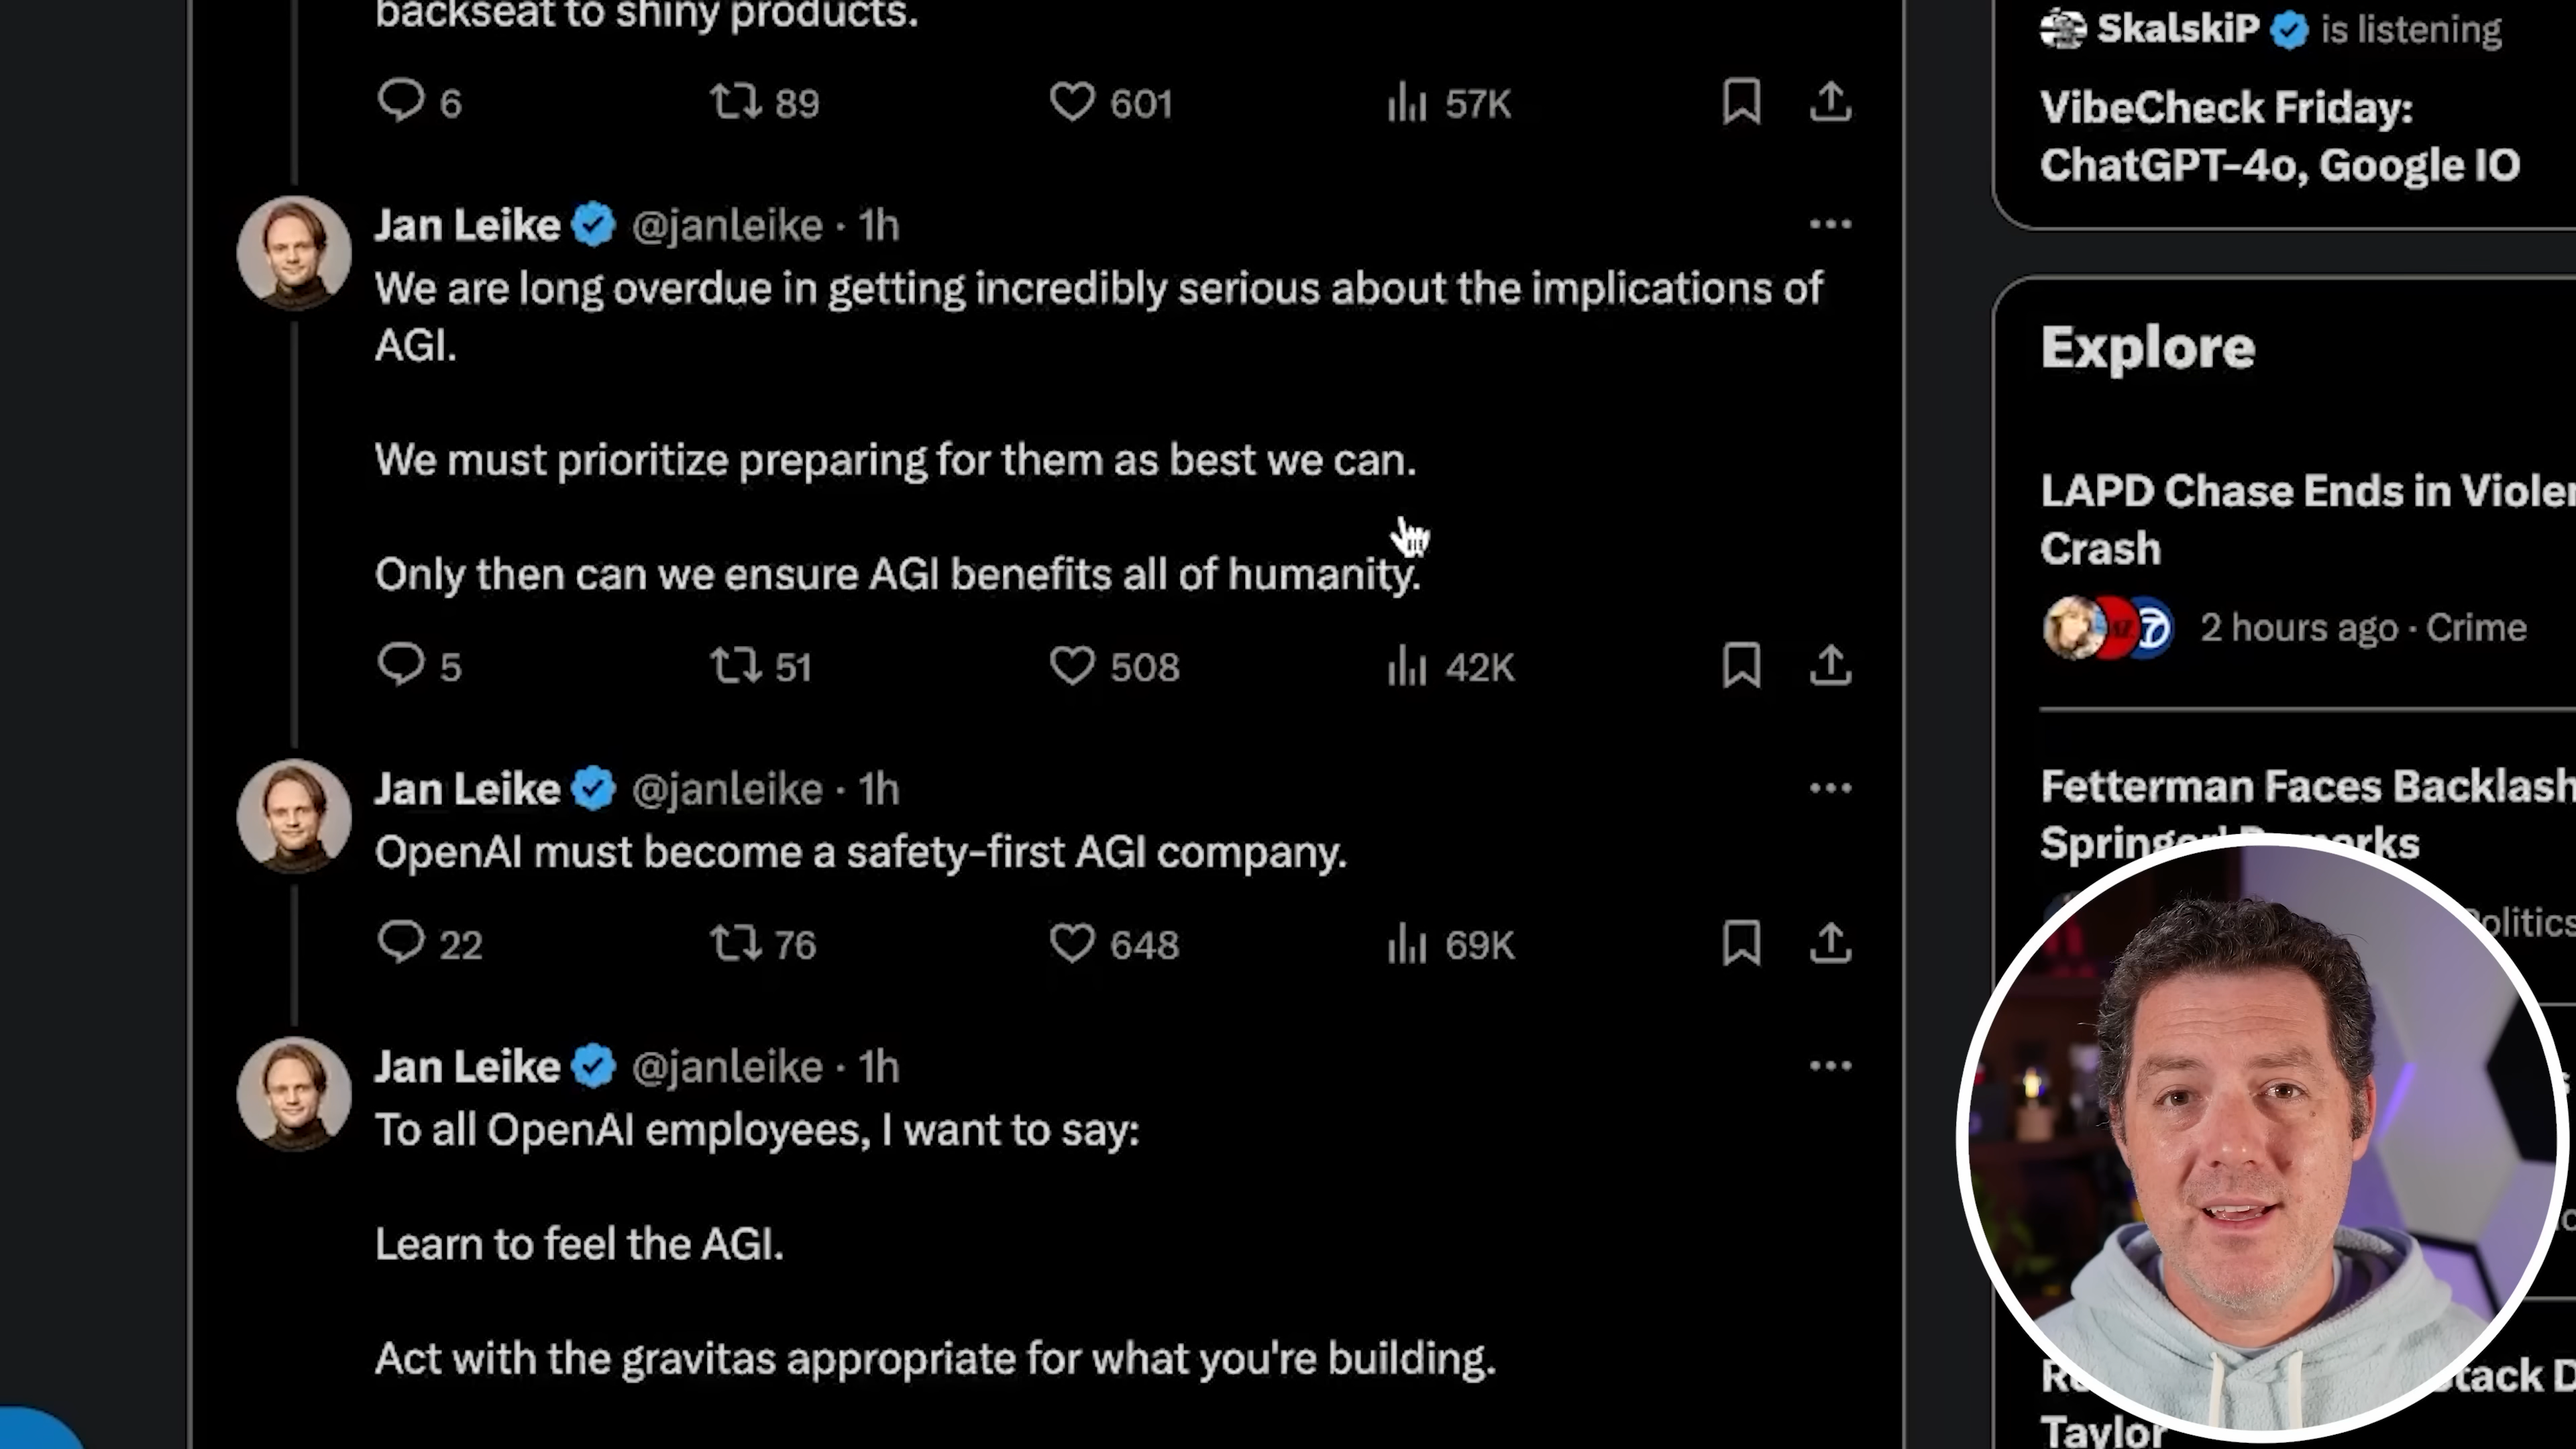 backseat to shiny products.
6 89 601 57K
Jan Leike @janleike · 1h
We are long overdue in getting incredibly serious about the implications of
AGI.
We must prioritize preparing for them as best we can.
Only then can we ensure AGI benefits all of humanity.
5 51 508 42K
Jan Leike @janleike · 1h
OpenAI must become a safety-first AGI company.
22 76 648 69K
Jan Leike @janleike · 1h
To all OpenAI employees, I want to say:
Learn to feel the AGI.
Act with the gravitas appropriate for what you're building.
SkalskiP is listening
VibeCheck Friday:
ChatGPT-4o, Google IO
Explore
LAPD Chase Ends in
Crash
7
2 hours ago · Crime
Fetterman Faces Backlash
Taylor